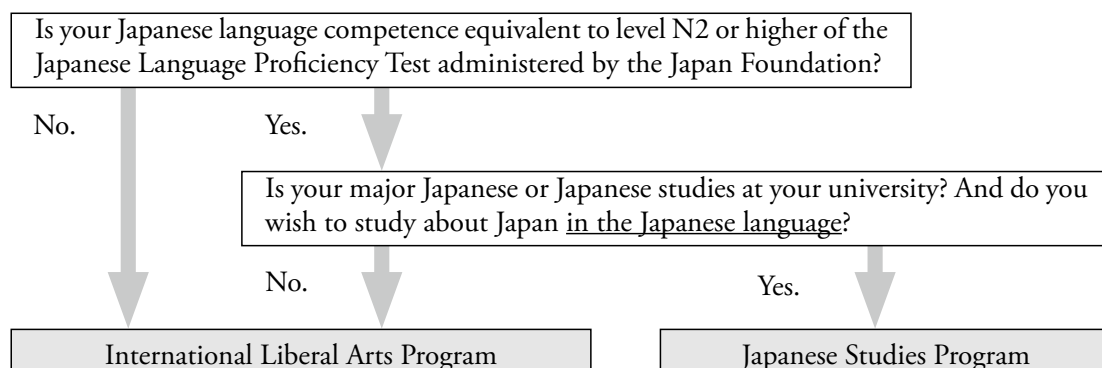 Is your Japanese language competence equivalent to level N2 or higher of the
Japanese Language Proficiency Test administered by the Japan Foundation?
No.
Yes.
Is your major Japanese or Japanese studies at your university? And do you
wish to study about Japan in the Japanese language?
No.
Yes.
International Liberal Arts Program
Japanese Studies Program